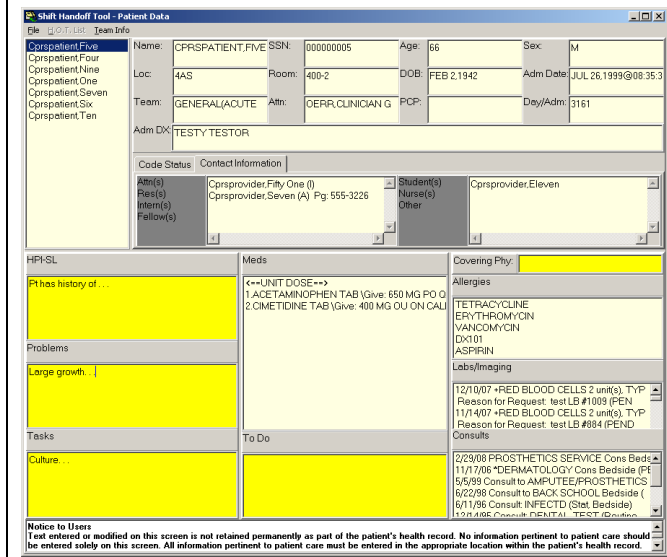 Shift Handoff Tool - Patient Data
File H.O.T. List Team Info
Cprspatient,Five
Cprspatient,Four
Cprspatient,Nine
Cprspatient,One
Cprspatient,Seven
Cprspatient,Six
Cprspatient,Ten
Name: CPRSPATIENT,FIVE SSN: 000000005 Age: 66 Sex: M
Loc: 4AS Room: 400-2 DOB: FEB 2,1942 Adm Date: JUL 26,1999@08:35:3
Team: GENERAL(ACUTE Attn: OERR,CLINICIAN G PCP: Day/Adm: 3161
Adm DX: TESTY TESTOR
Code Status Contact Information
Attn(s)
Res(s)
Intern(s)
Fellow(s)
Cprsprovider,Fifty One (I)
Cprsprovider,Seven (A) Pg: 555-3226
Student(s)
Nurse(s)
Other
Cprsprovider,Eleven
HPI-SL
Pt has history of . . .
Problems
Large growth. . .
Tasks
Culture. . .
Meds
<==UNIT DOSE==>
1.ACETAMINOPHEN TAB \Give: 650 MG PO Q
2.CIMETIDINE TAB \Give: 400 MG OU ON CALI
To Do
Covering Phy:
Allergies
TETRACYCLINE
ERYTHROMYCIN
VANCOMYCIN
DX101
ASPIRIN
Labs/Imaging
12/10/07 +RED BLOOD CELLS 2 unit(s), TYP
Reason for Request: test LB #1009 (PEN
11/14/07 +RED BLOOD CELLS 2 unit(s), TYP
Reason for Request: test LB #884 (PEND
Consults
2/29/08 PROSTHETICS SERVICE Cons Beds
11/17/06 *DERMATOLOGY Cons Bedside (PE
5/5/99 Consult to AMPUTEE/PROSTHETICS
6/22/98 Consult to BACK SCHOOL Bedside (
6/11/96 Consult: INFECTD (Stat, Bedside)
12/14/95 Consult: DENTAL TEST (Routine
Notice to Users
Text entered or modified on this screen is not retained permanently as part of the patient's health record. No information pertinent to patient care should
be entered solely on this screen. All information pertinent to patient care must be entered in the appropriate location within the patient's health record.